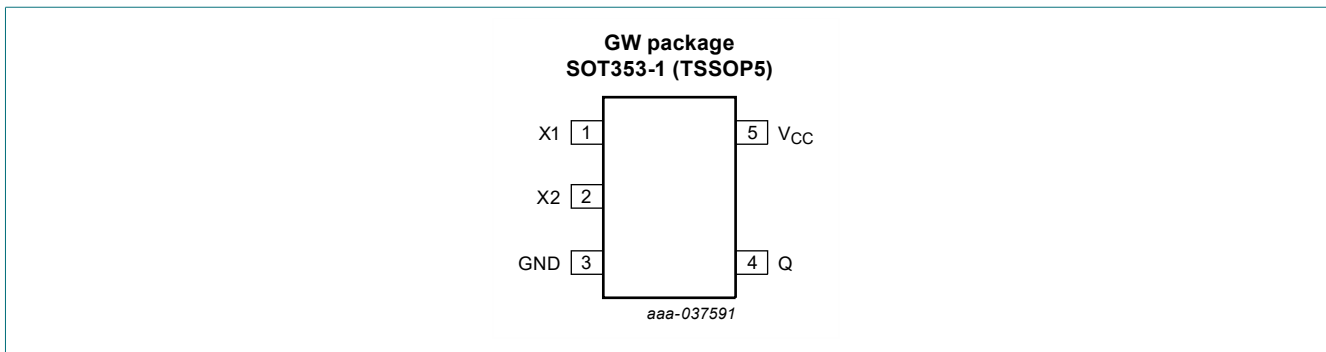 GW package
SOT353-1 (TSSOP5)
X1 1 5 VCC
X2 2
GND 3 4 Q
aaa-037591